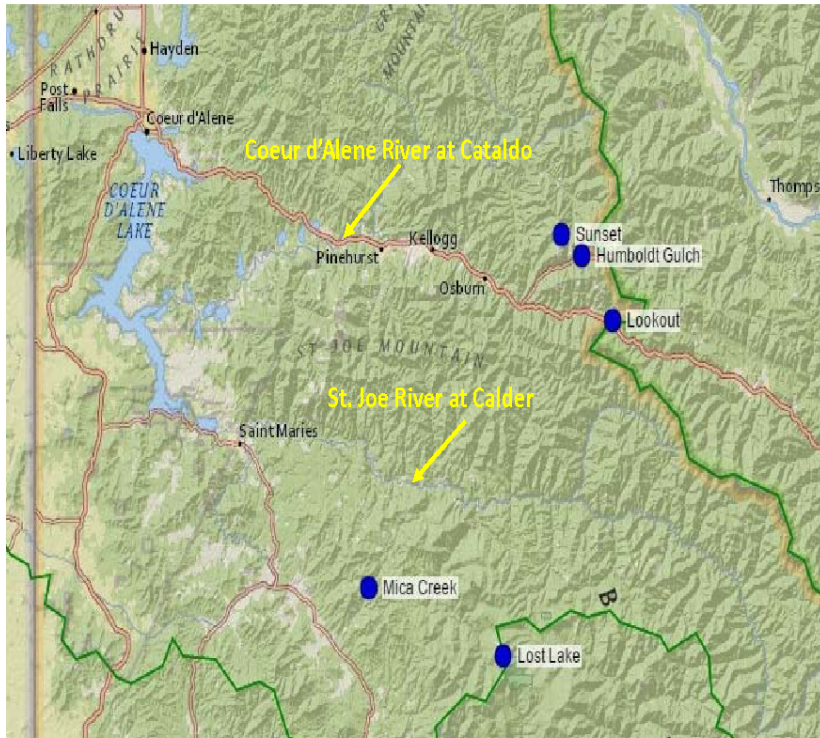 Hayden
RATHDRUM
PRAIRIE
MOUNTAIN
Post
Falls
Coeur d'Alene
Liberty Lake
Coeur d'Alene River at Cataldo
COEUR
D'ALENE
LAKE
Thomps
Sunset
Kellogg
Humboldt Gulch
Pinehurst
Osburn
Lookout
ST JOE MOUNTAIN
St. Joe River at Calder
Saint Maries
Mica Creek
B
Lost Lake